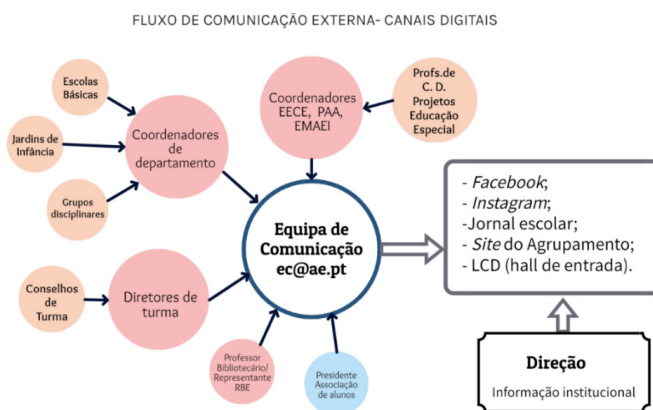 FLUXO DE COMUNICAÇÃO EXTERNA- CANAIS DIGITAIS
Escolas
Básicas
Jardins de
Infância
Grupos
disciplinares
Coordenadores
de
departamento
Coordenadores
EECE, PAA,
EMAEI
Profs.de
C. D.
Projetos
Educação
Especial
Conselhos
de
Turma
Diretores de
turma
Equipa de
Comunicação
ec@ae.pt
Professor
Bibliotecário/
Representante
RBE
Presidente
Associação
de alunos
- Facebook;
- Instagram;
-Jornal escolar;
- Site do Agrupamento;
- LCD (hall de entrada).
Direção
Informação institucional